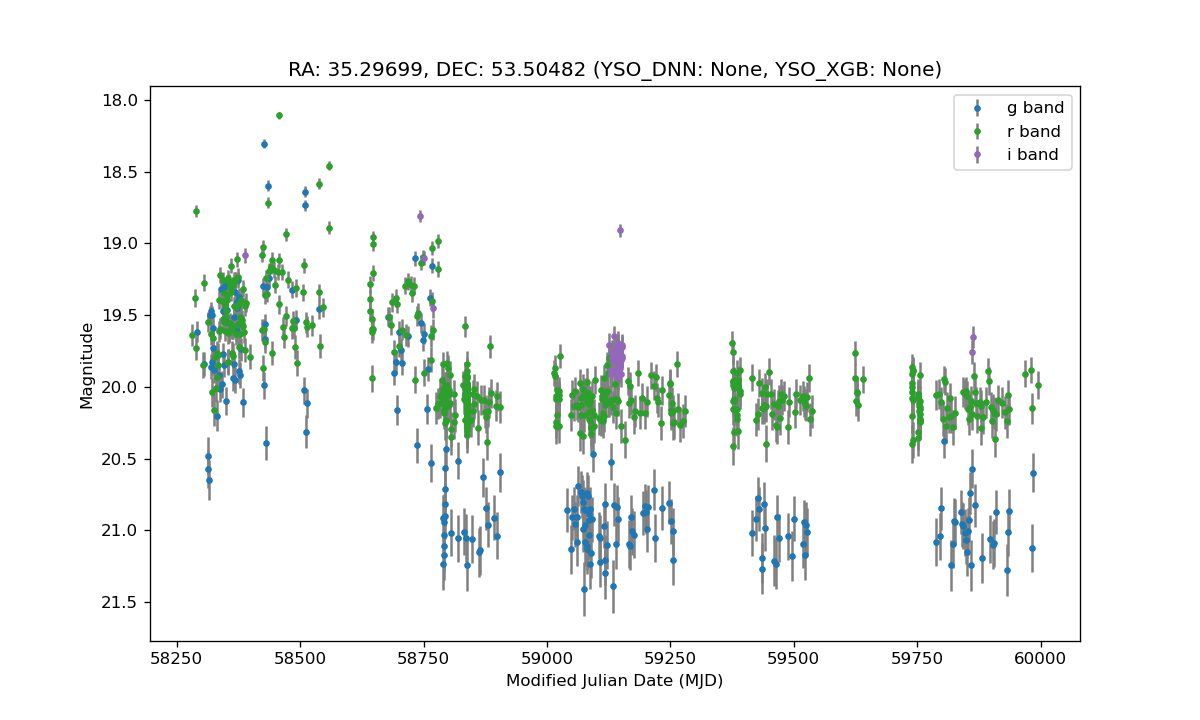 RA: 35.29699, DEC: 53.50482 (YSO_DNN: None, YSO_XGB: None)
g band
r band
i band
18.0
18.5
19.0
19.5
20.0
20.5
21.0
21.5
Magnitude
58250 58500 58750 59000 59250 59500 59750 60000
Modified Julian Date (MJD)